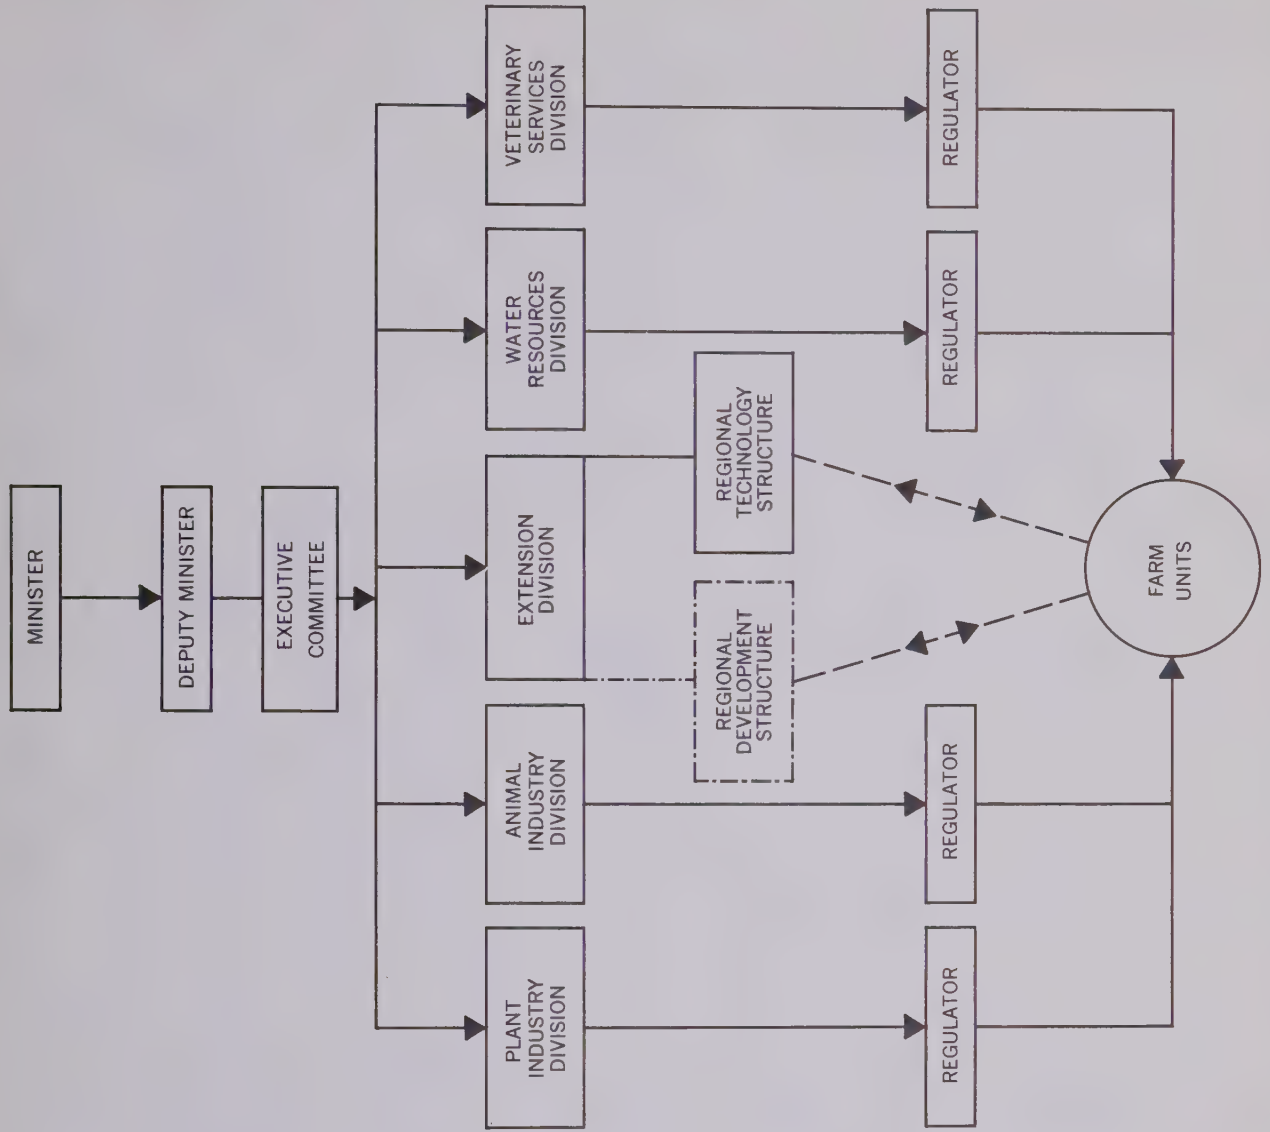 MINISTER
DEPUTY MINISTER
EXECUTIVE
COMMITTEE
PLANT
INDUSTRY
DIVISION
ANIMAL
INDUSTRY
DIVISION
EXTENSION
DIVISION
WATER
RESOURCES
DIVISION
VETERINARY
SERVICES
DIVISION
REGIONAL
DEVELOPMENT
STRUCTURE
REGIONAL
TECHNOLOGY
STRUCTURE
REGULATOR
REGULATOR
REGULATOR
REGULATOR
FARM
UNITS